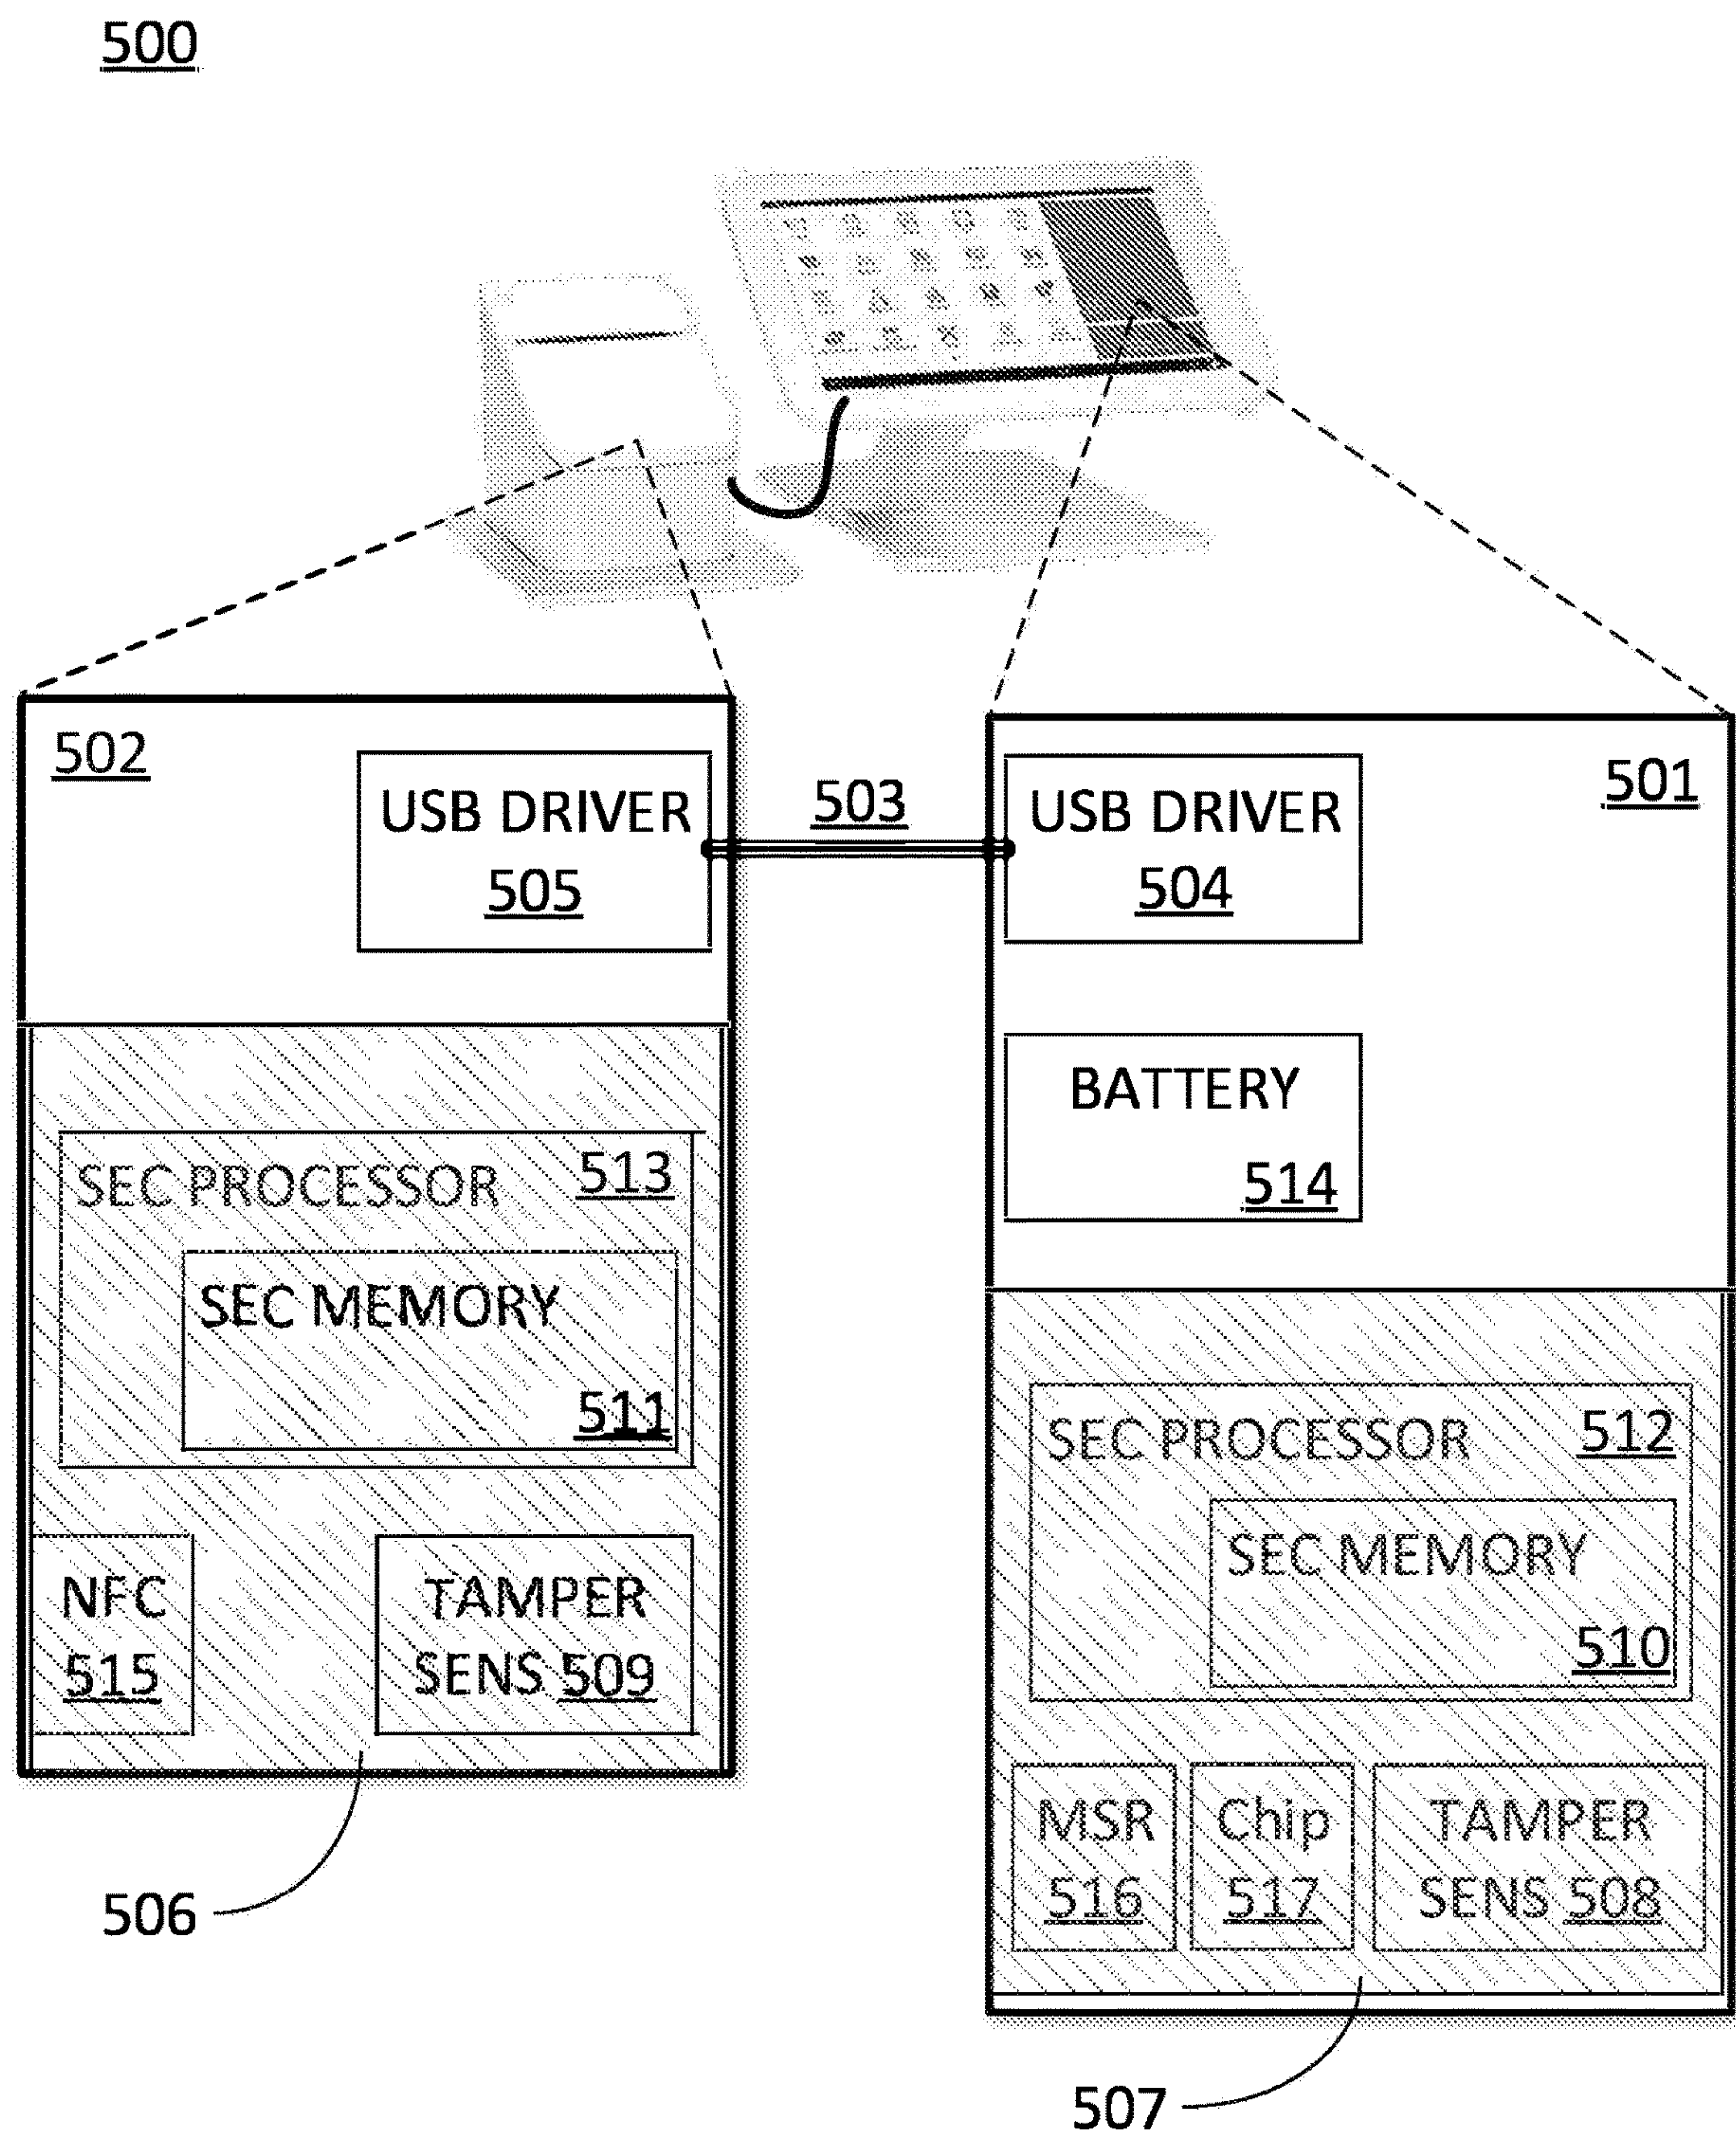 500
502
USB DRIVER
505
503
USB DRIVER
504
501
BATTERY
514
SEC PROCESSOR 513
SEC MEMORY
511
NFC
515
TAMPER
SENS 509
506
SEC PROCESSOR 512
SEC MEMORY
510
MSR
516
Chip
517
TAMPER
SENS 508
507